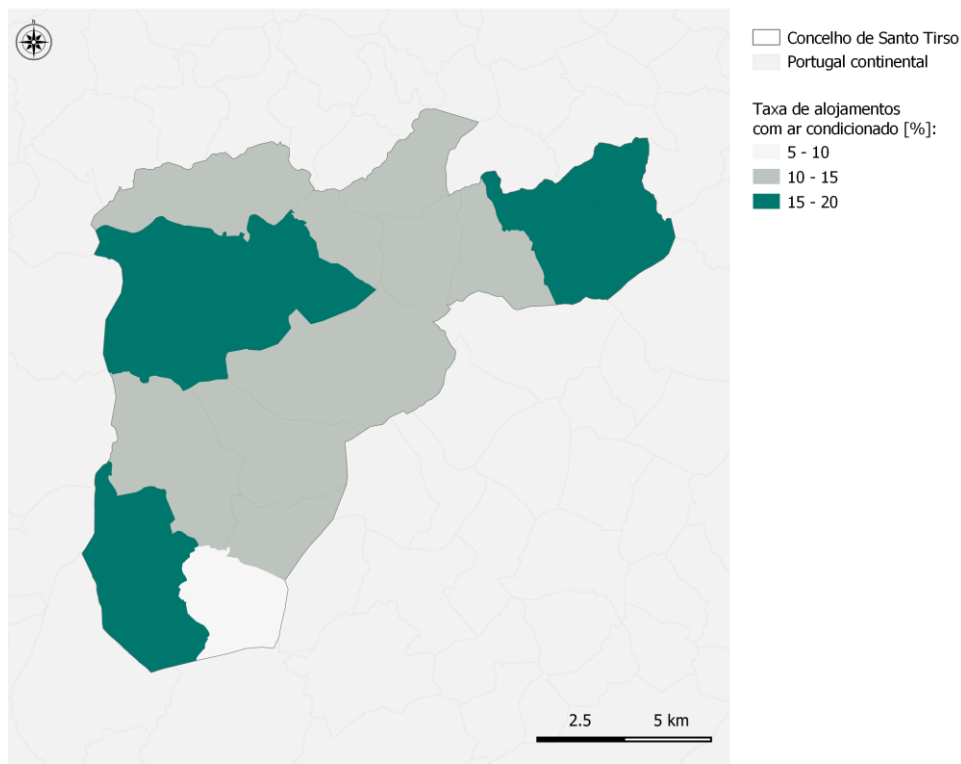 N
Concelho de Santo Tirso
Portugal continental
Taxa de alojamentos
com ar condicionado [%]:
5 - 10
10 - 15
15 - 20
2.5 5 km